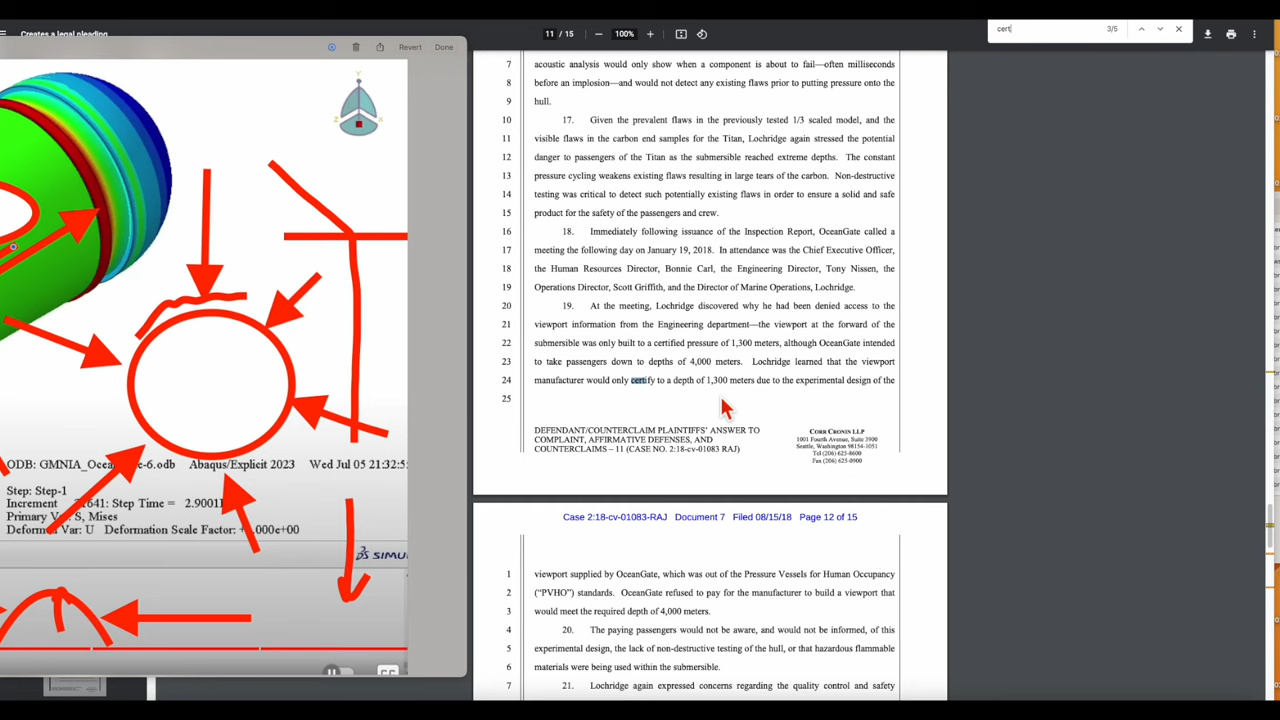 Creates a legal pleading
11 / 15
100%
cert
3/5
Revert
Done
Y
Z
X
ODB: GMNIA_
Abaqus/Explicit 2023
Wed Jul 05 21:32:5
Step: Step-1
Increment
Step Time =
Primary Var: S, Mises
Deformed Var: U Deformation Scale Factor:
SIMU
7 acoustic analysis would only show when a component is about to fail—often milliseconds
8 before an implosion—and would not detect any existing flaws prior to putting pressure onto the
9 hull.
10 17. Given the prevalent flaws in the previously tested 1/3 scaled model, and the
11 visible flaws in the carbon end samples for the Titan, Lochridge again stressed the potential
12 danger to passengers of the Titan as the submersible reached extreme depths. The constant
13 pressure cycling weakens existing flaws resulting in large tears of the carbon. Non-destructive
14 testing was critical to detect such potentially existing flaws in order to ensure a solid and safe
15 product for the safety of the passengers and crew.
16 18. Immediately following issuance of the Inspection Report, OceanGate called a
17 meeting the following day on January 19, 2018. In attendance was the Chief Executive Officer,
18 the Human Resources Director, Bonnie Carl, the Engineering Director, Tony Nissen, the
19 Operations Director, Scott Griffith, and the Director of Marine Operations, Lochridge.
20 19. At the meeting, Lochridge discovered why he had been denied access to the
21 viewport information from the Engineering department—the viewport at the forward of the
22 submersible was only built to a certified pressure of 1,300 meters, although OceanGate intended
23 to take passengers down to depths of 4,000 meters. Lochridge learned that the viewport
24 manufacturer would only certify to a depth of 1,300 meters due to the experimental design of the
25
DEFENDANT/COUNTERCLAIM PLAINTIFFS' ANSWER TO
COMPLAINT, AFFIRMATIVE DEFENSES, AND
COUNTERCLAIMS – 11 (CASE NO. 2:18-cv-01083 RAJ)
CORR CRONIN LLP
1001 Fourth Avenue, Suite 3900
Seattle, Washington 98154-1051
Tel (206) 625-8600
Fax (206) 625-0900
Case 2:18-cv-01083-RAJ Document 7 Filed 08/15/18 Page 12 of 15
1 viewport supplied by OceanGate, which was out of the Pressure Vessels for Human Occupancy
2 ("PVHO") standards. OceanGate refused to pay for the manufacturer to build a viewport that
3 would meet the required depth of 4,000 meters.
4 20. The paying passengers would not be aware, and would not be informed, of this
5 experimental design, the lack of non-destructive testing of the hull, or that hazardous flammable
6 materials were being used within the submersible.
7 21. Lochridge again expressed concerns regarding the quality control and safety